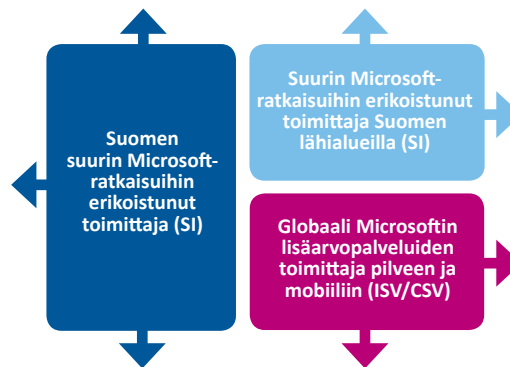 Suomen
suurin Microsoft-
ratkaisuihin
erikoistunut
toimittaja (SI)
Suurin Microsoft-
ratkaisuihin erikoistunut
toimittaja Suomen
lähialueilla (SI)
Globaali Microsoftin
lisäarvopalveluiden
toimittaja pilveen ja
mobiiliin (ISV/CSV)